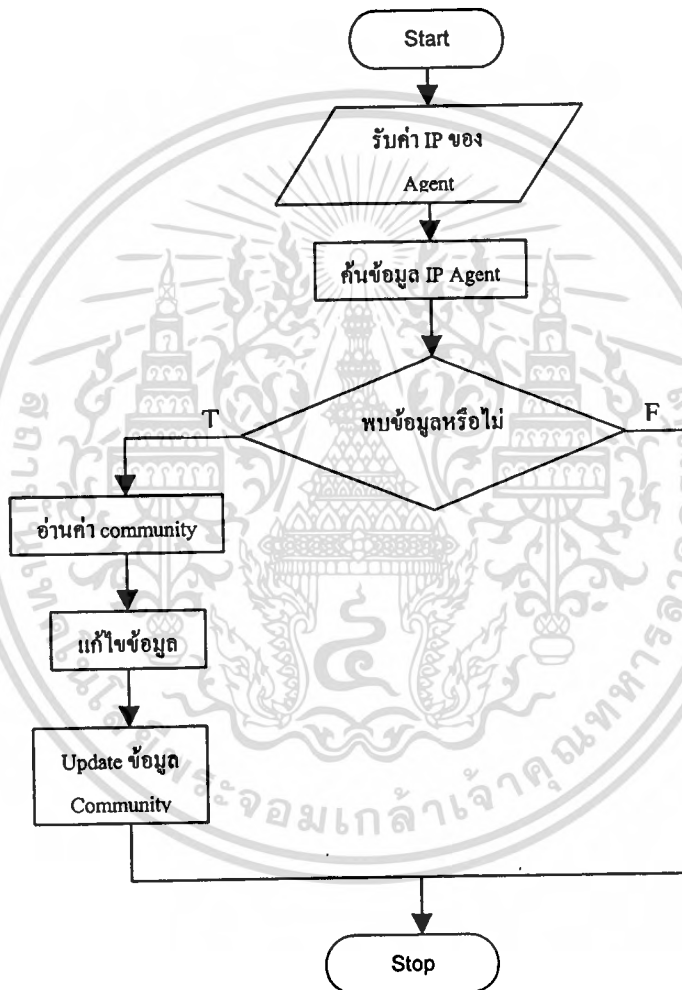 Start
รับค่า IP ของ
Agent
ค้นข้อมูล IP Agent
พบข้อมูลหรือไม่
T
F
อ่านค่า community
แก้ไขข้อมูล
Update ข้อมูล
Community
Stop